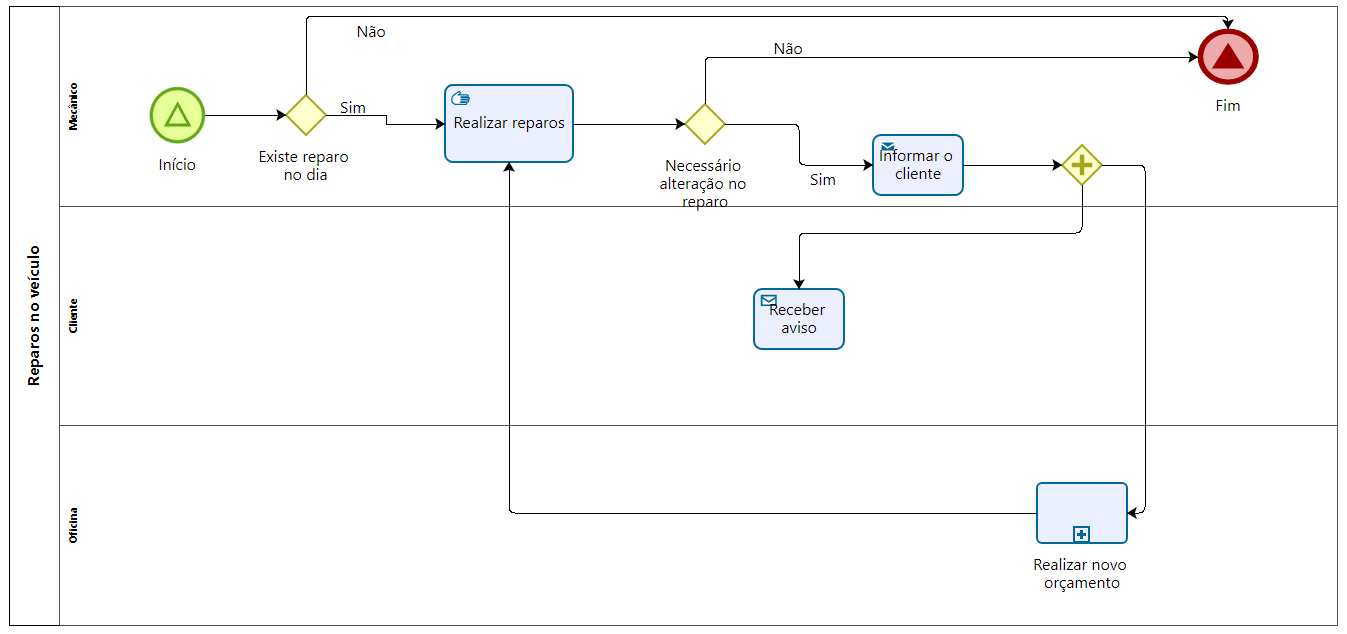 Reparos no veículo
Mecânico
Não
Não
Sim
Realizar reparos
Início
Existe reparo
no dia
Necessário
alteração no
reparo
Sim
Informar o
cliente
Fim
Cliente
Receber
aviso
Oficina
Realizar novo
orçamento